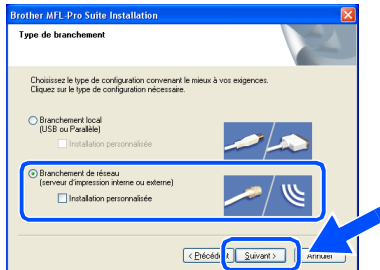 Brother MFL-Pro Suite Installation
Type de branchement
Choisissez le type de configuration convenant le mieux à vos exigences.
Cliquez sur le type de configuration nécessaire.
Branchement local
(USB ou Parallèle)
Installation personnalisée
Branchement de réseau
(serveur d'impression interne ou externe)
Installation personnalisée
< Précédent Suivant > Annuler